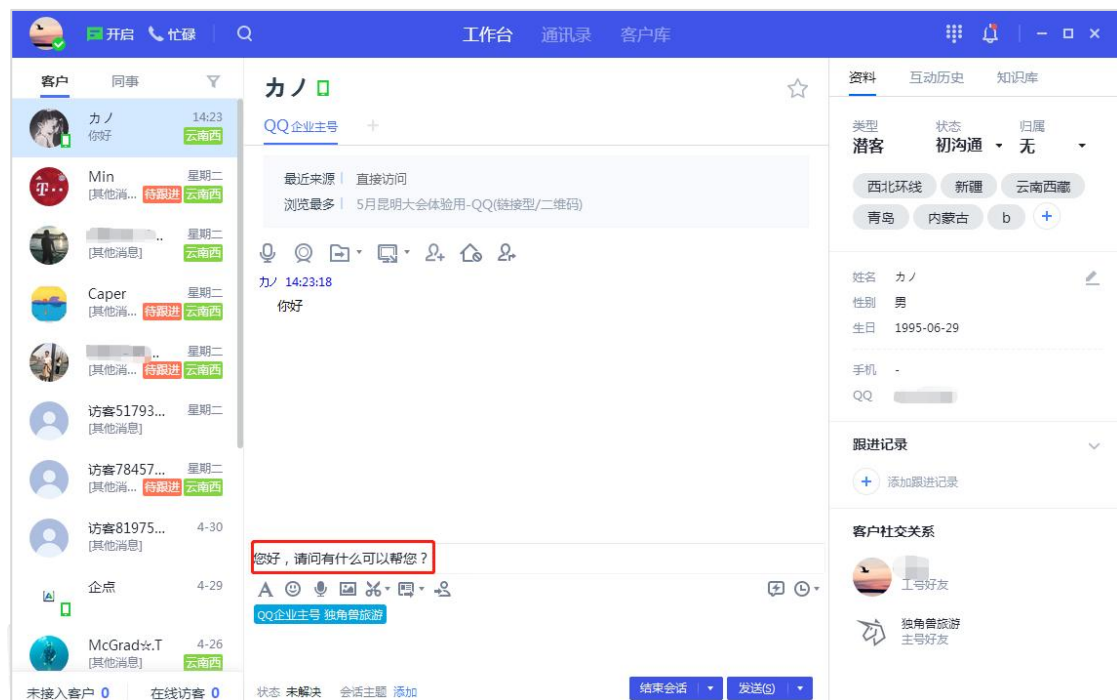 开启 忙碌
工作台 通讯录 客户库
客户 同事
カノ 14:23
你好 云南西
Min 星期二
[其他消... 待跟进 云南西
.. 星期二
[其他消息] 云南西
Caper 星期二
[其他消... 待跟进 云南西
.. 星期二
[其他消... 待跟进 云南西
访客51793... 星期二
[其他消息]
访客78457... 星期二
[其他消... 待跟进 云南西
访客81975... 4-30
[其他消息]
企点 4-29
McGrad☆.T 4-26
[其他消息] 云南西
未接入客户 0 在线访客 0
カノ
QQ企业主号 +
最近来源 直接访问
浏览最多 5月昆明大会体验用-QQ(链接型/二维码)
カノ 14:23:18
你好
您好，请问有什么可以帮您？
QQ企业主号 独角兽旅游
状态 未解决 会话主题 添加
结束会话 发送(S)
资料 互动历史 知识库
类型 状态 归属
潜客 初沟通 无
西北环线 新疆 云南西藏
青岛 内蒙古 b +
姓名 カノ
性别 男
生日 1995-06-29
手机 -
QQ
跟进记录
+ 添加跟进记录
客户社交关系
工号好友
独角兽旅游
主号好友